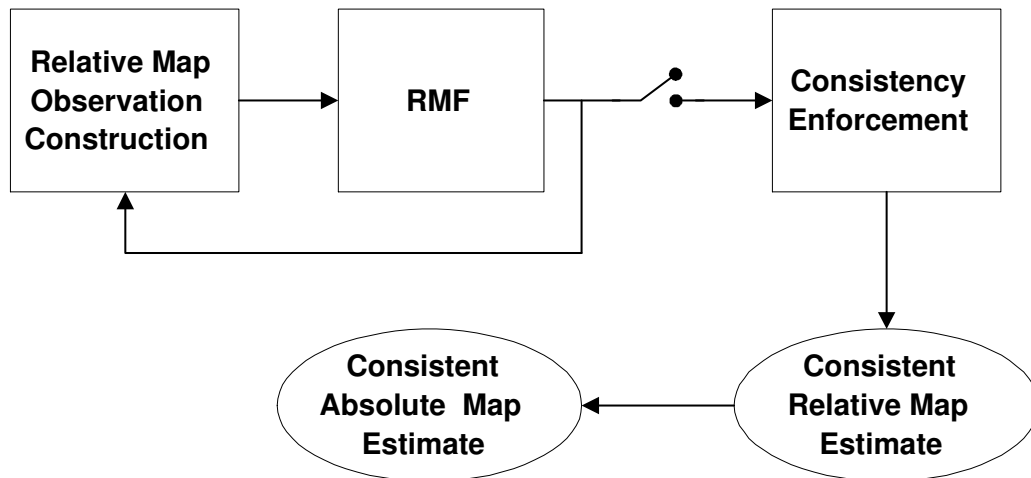 Relative Map
Observation
Construction
RMF
Consistency
Enforcement
Consistent
Absolute Map
Estimate
Consistent
Relative Map
Estimate